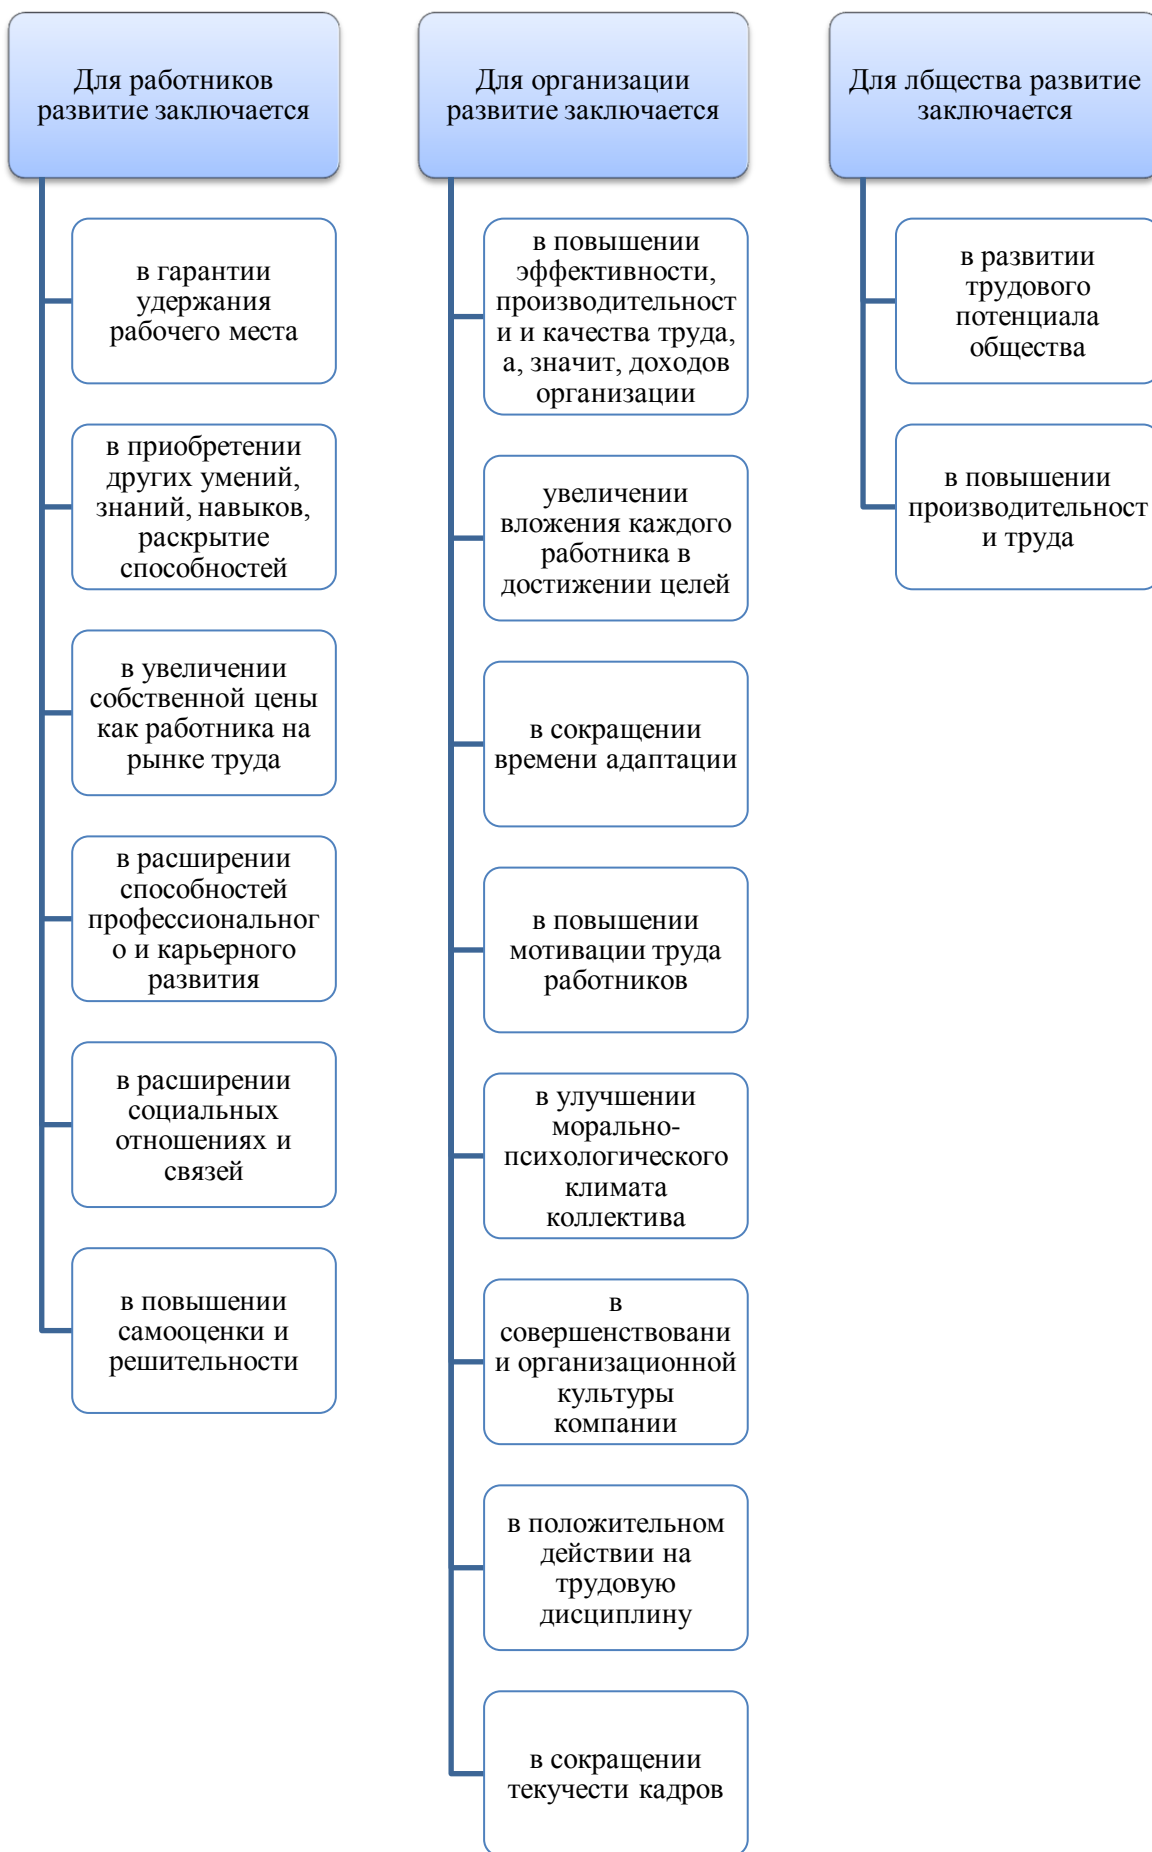 Для работников
развитие заключается
в гарантии
удержания
рабочего места
в приобретении
других умений,
знаний, навыков,
раскрытие
способностей
в увеличении
собственной цены
как работника на
рынке труда
в расширении
способностей
профессиональног
о и карьерного
развития
в расширении
социальных
отношениях и
связей
в повышении
самооценки и
решительности
Для организации
развитие заключается
в повышении
эффективности,
производительност
и и качества труда,
а, значит, доходов
организации
увеличении
вложения каждого
работника в
достижении целей
в сокращении
времени адаптации
в повышении
мотивации труда
работников
в улучшении
морально-
психологического
климата
коллектива
в
совершенствовани
и организационной
культуры
компании
в положительном
действии на
трудовую
дисциплину
в сокращении
текучести кадров
Для лбщества развитие
заключается
в развитии
трудового
потенциала
общества
в повышении
производительност
и труда